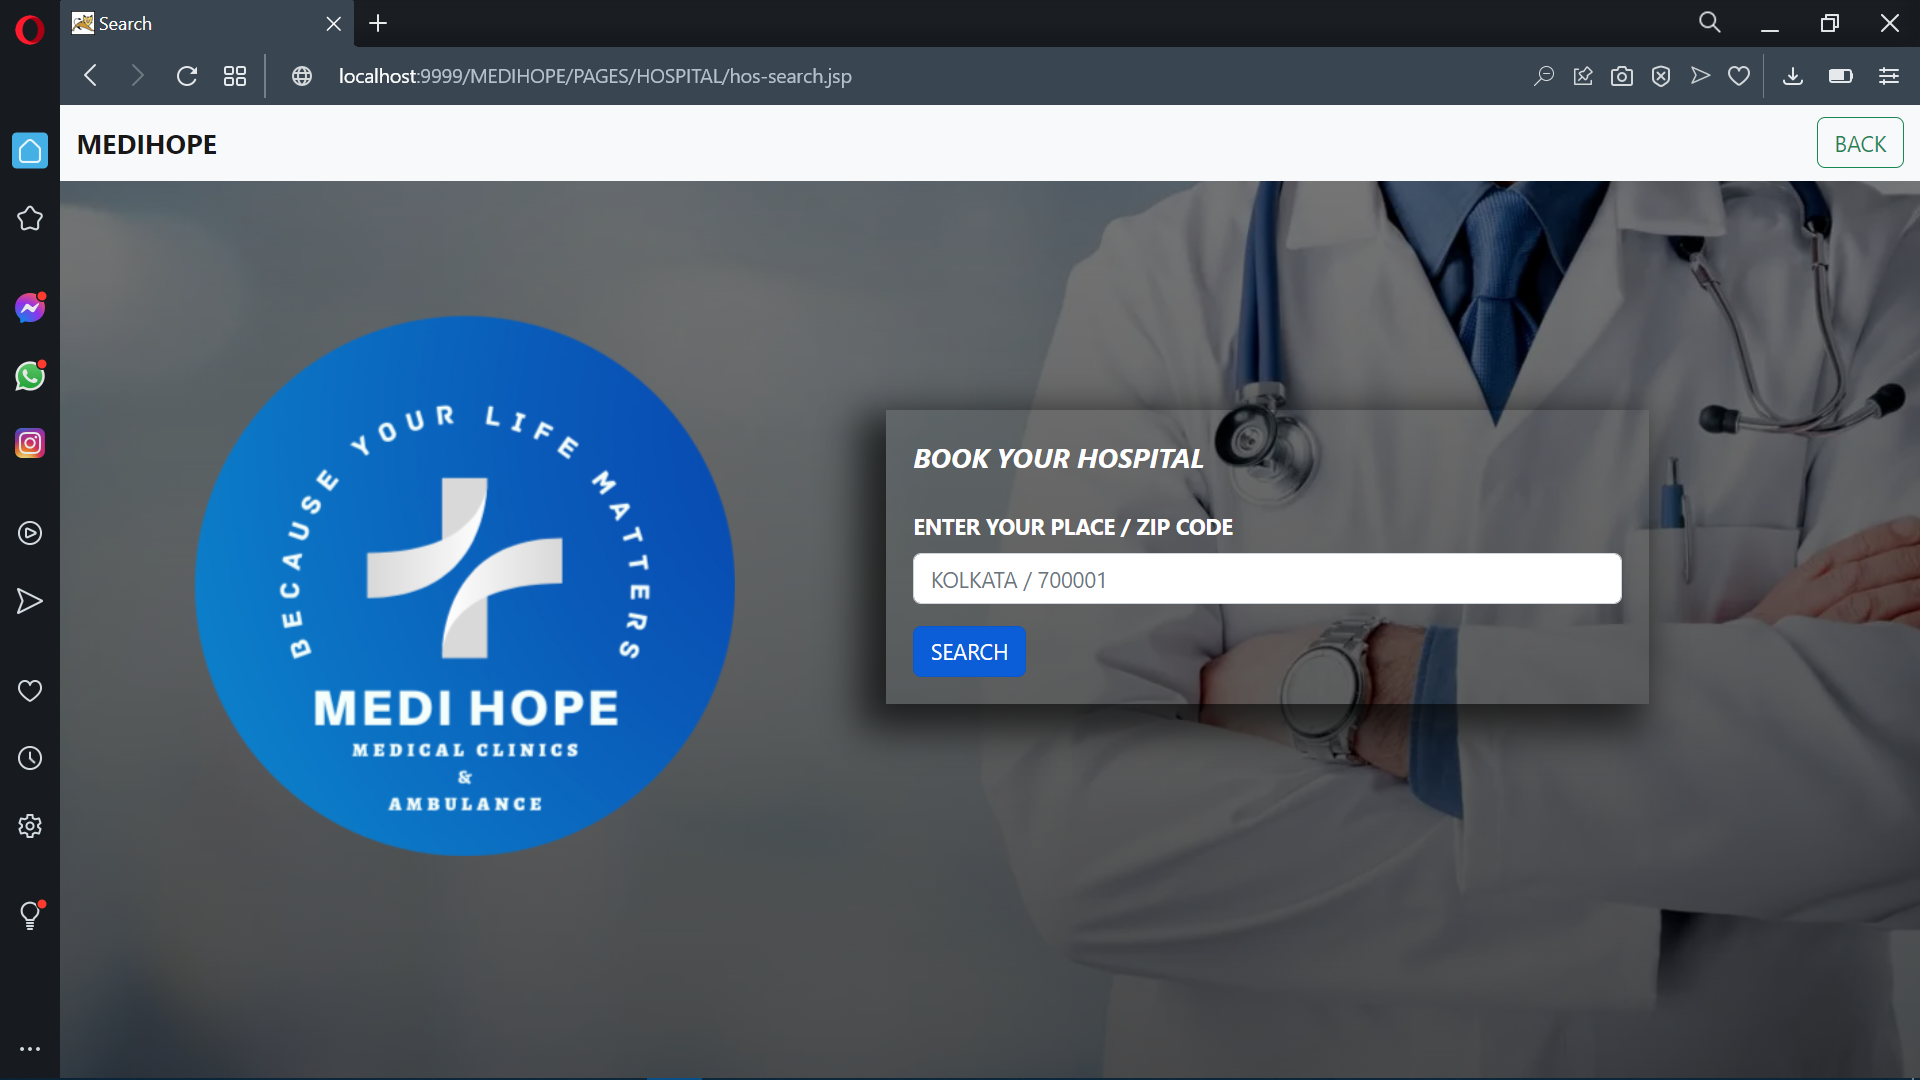 Search
localhost:9999/MEDIHOPE/PAGES/HOSPITAL/hos-search.jsp
MEDIHOPE
BACK
BECAUSE YOUR LIFE MATTERS
MEDI HOPE
MEDICAL CLINICS
&
AMBULANCE
BOOK YOUR HOSPITAL
ENTER YOUR PLACE / ZIP CODE
KOLKATA / 700001
SEARCH